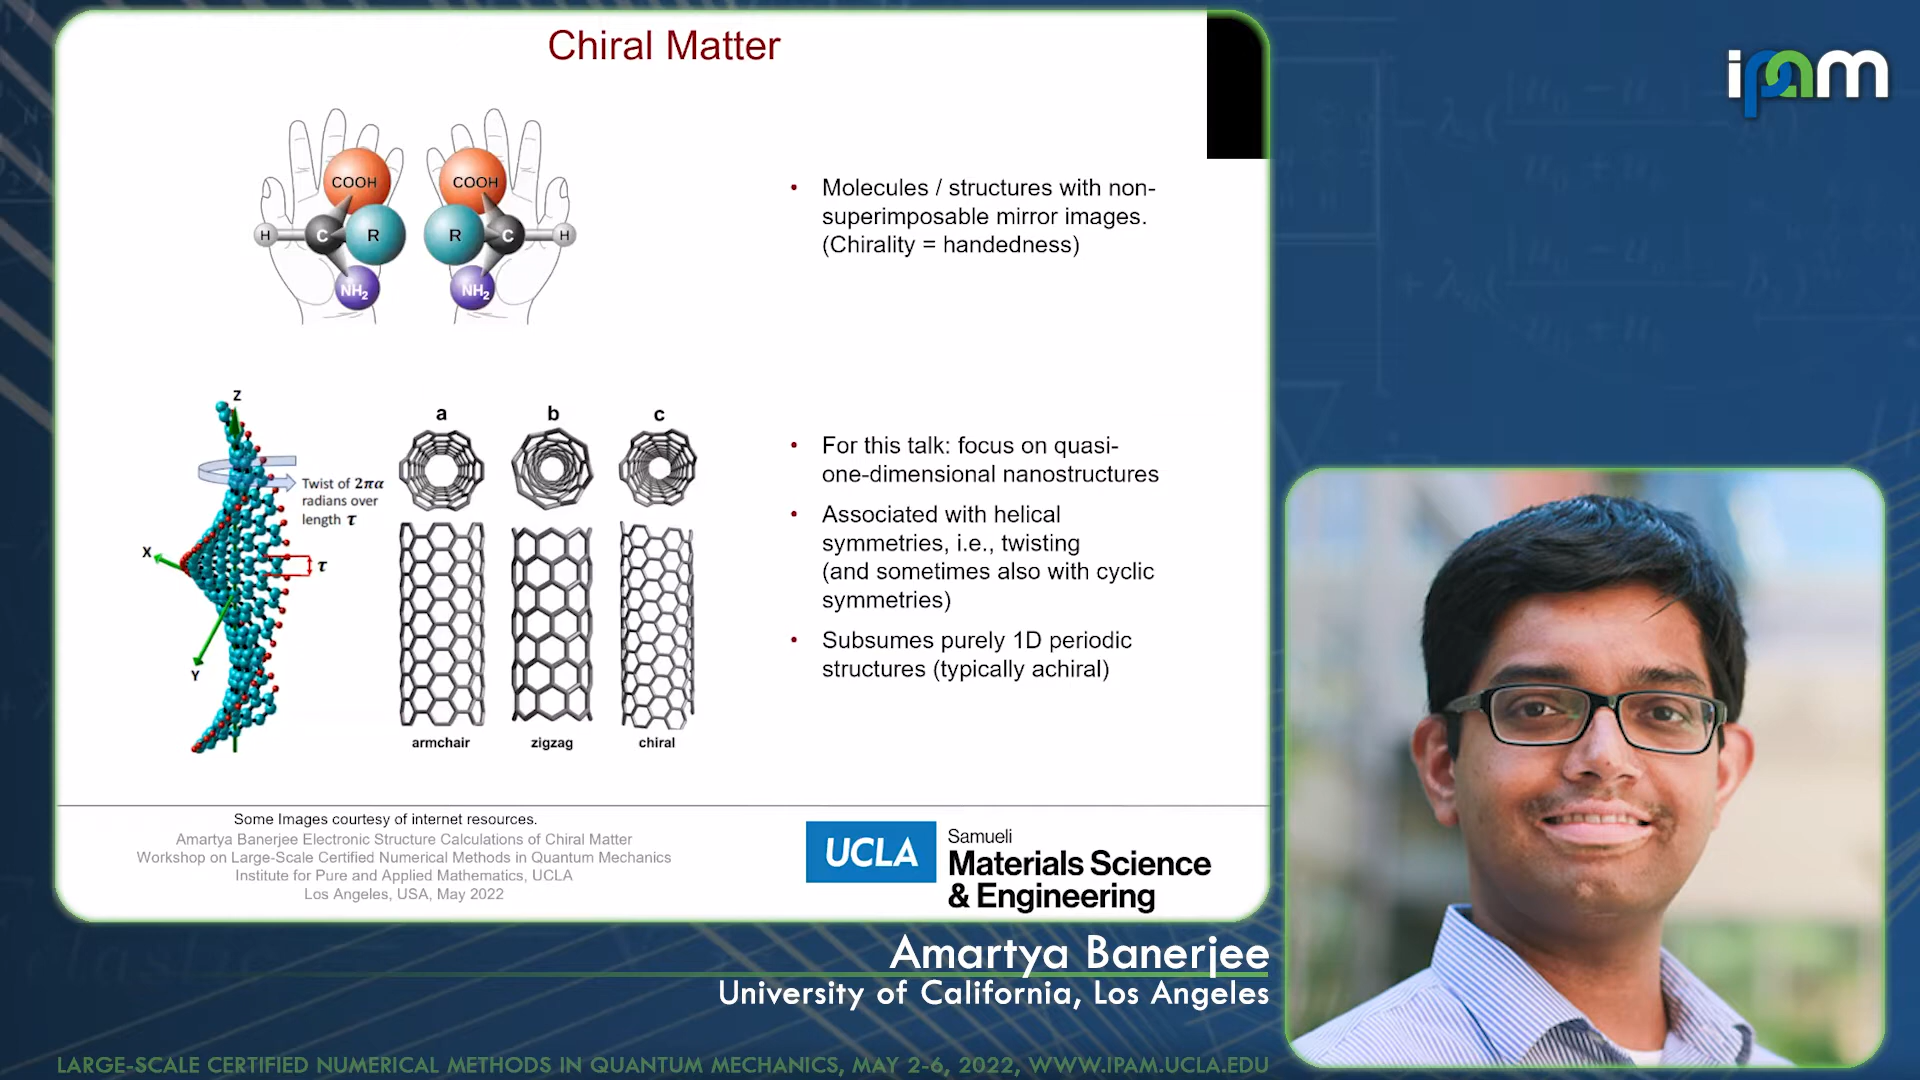 Chiral Matter
ipam
COOH
COOH
H
C
R
R
C
H
NH₂
NH₂
• Molecules / structures with non-
superimposable mirror images.
(Chirality = handedness)
Z
Twist of 2πα
radians over
length τ
X
τ
Y
a
b
c
armchair
zigzag
chiral
• For this talk: focus on quasi-
one-dimensional nanostructures
• Associated with helical
symmetries, i.e., twisting
(and sometimes also with cyclic
symmetries)
• Subsumes purely 1D periodic
structures (typically achiral)
Some Images courtesy of internet resources.
Amartya Banerjee Electronic Structure Calculations of Chiral Matter
Workshop on Large-Scale Certified Numerical Methods in Quantum Mechanics
Institute for Pure and Applied Mathematics, UCLA
Los Angeles, USA, May 2022
UCLA
Samueli
Materials Science
& Engineering
Amartya Banerjee
University of California, Los Angeles
LARGE-SCALE CERTIFIED NUMERICAL METHODS IN QUANTUM MECHANICS, MAY 2-6, 2022, WWW.IPAM.UCLA.EDU